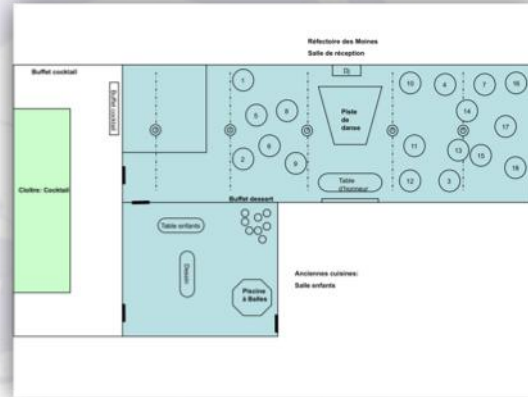 Réfectoire des Moines
Salle de réception
Buffet cocktail
Buffet cocktail
Dj
Piste
de
danse
1
5
8
6
2
9
10
4
7
16
14
17
11
13
15
12
3
18
Table
d'honneur
Cloître: Cocktail
Buffet dessert
Table enfants
Dessin
Piscine
à Balles
Anciennes cuisines:
Salle enfants